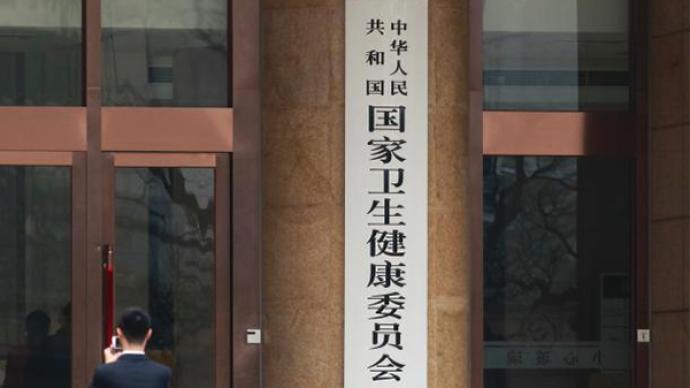 中华人民
共和国
国家卫生健康委员会